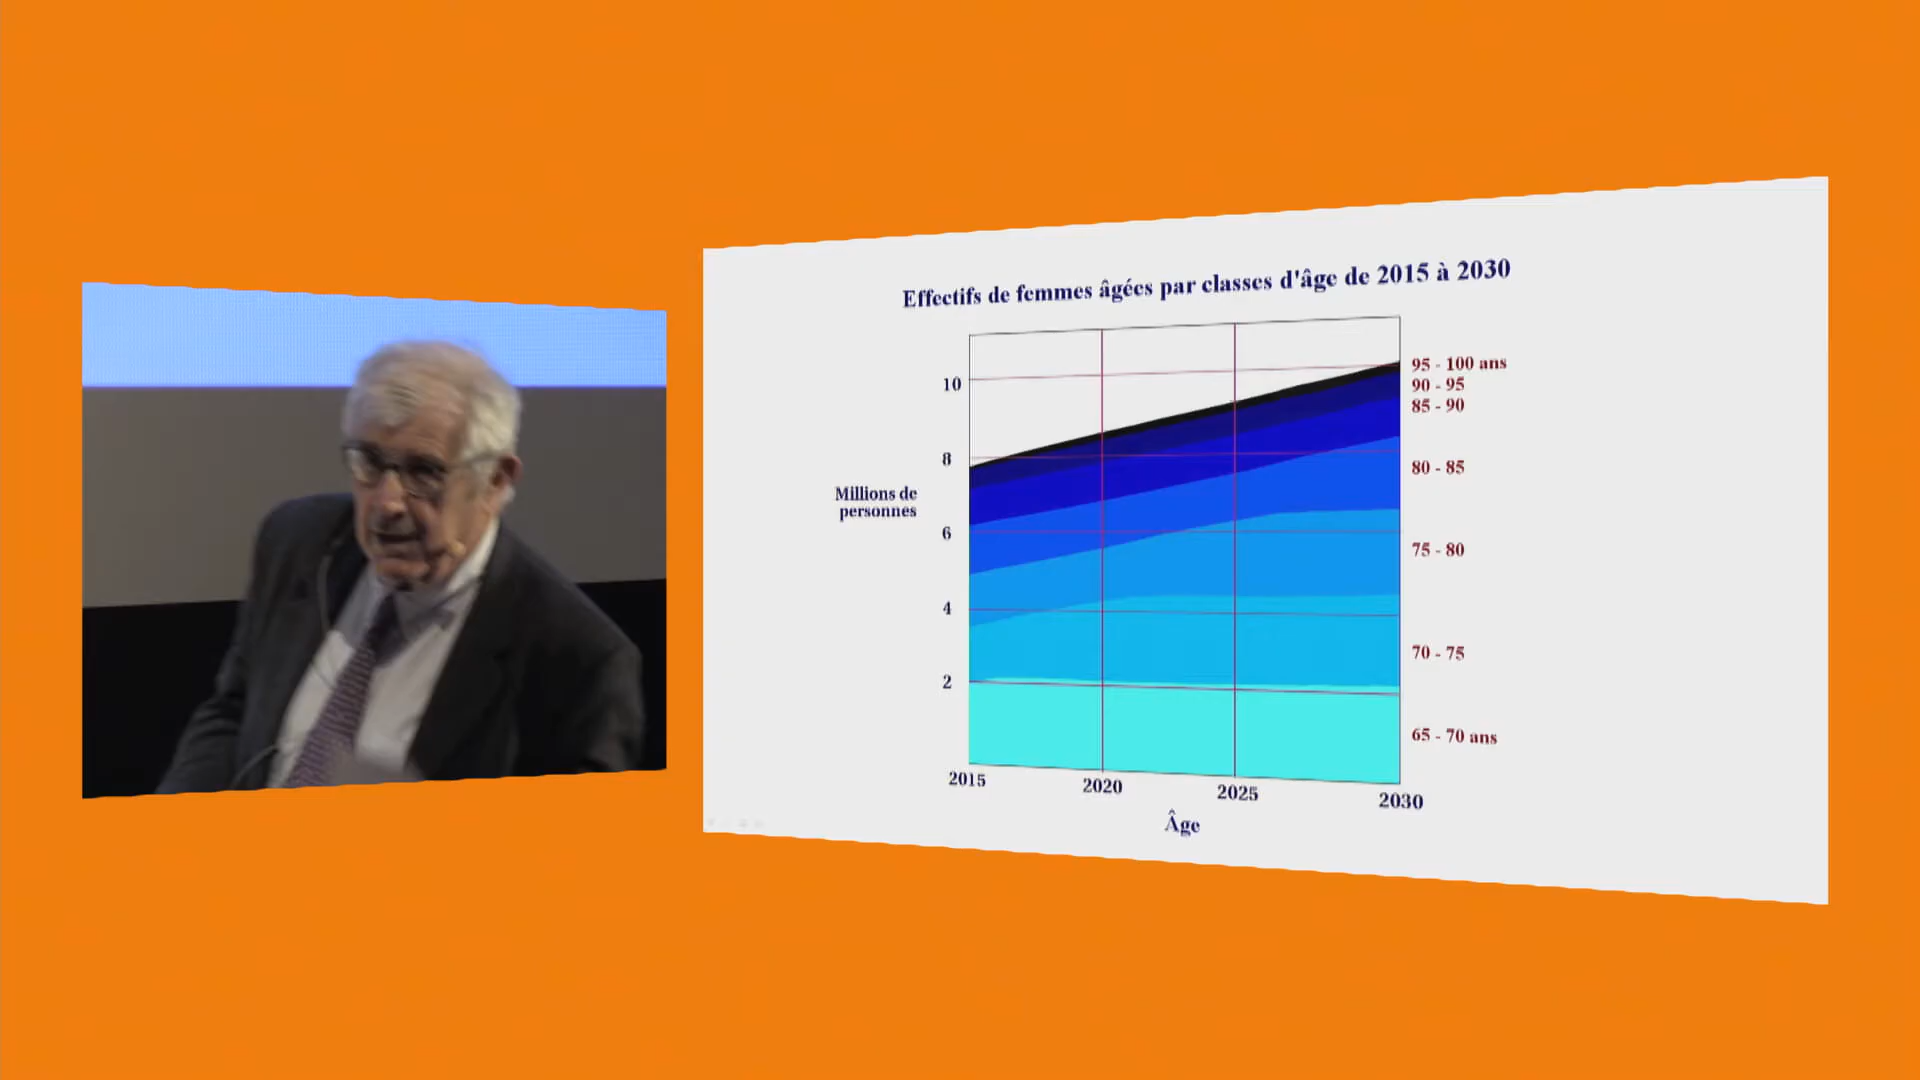 Effectifs de femmes âgées par classes d'âge de 2015 à 2030
Millions de
personnes
10
8
6
4
2
2015
2020
2025
2030
Âge
95 - 100 ans
90 - 95
85 - 90
80 - 85
75 - 80
70 - 75
65 - 70 ans